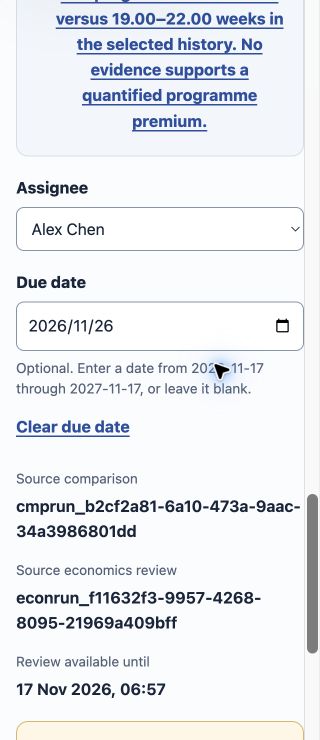 versus 19.00–22.00 weeks in
the selected history. No
evidence supports a
quantified programme
premium.
Assignee
Alex Chen
Due date
2026/11/26
Optional. Enter a date from 11-17
through 2027-11-17, or leave it blank.
Clear due date
Source comparison
cmprun_b2cf2a81-6a10-473a-9aac-
34a3986801dd
Source economics review
econrun_f11632f3-9957-4268-
8095-21969a409bff
Review available until
17 Nov 2026, 06:57